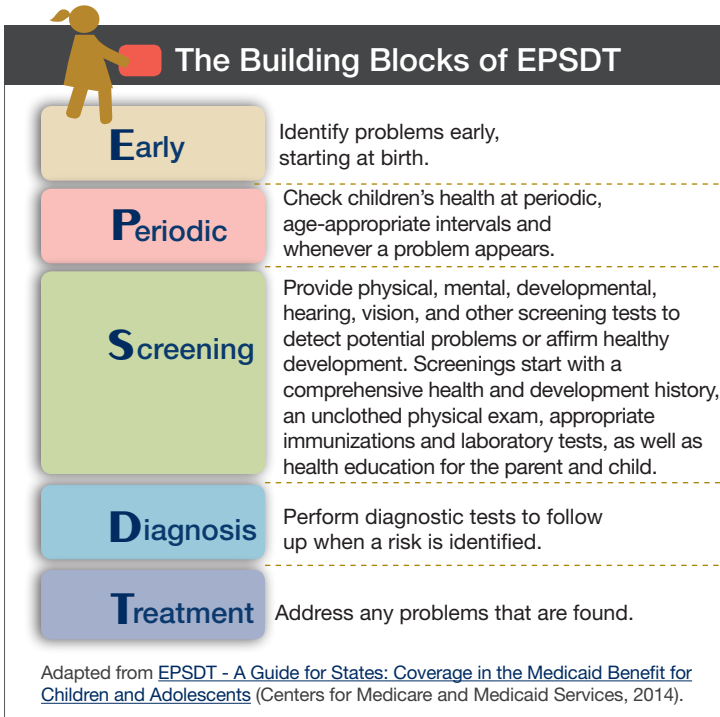 The Building Blocks of EPSDT
Early
Identify problems early,
starting at birth.
Periodic
Check children’s health at periodic,
age-appropriate intervals and
whenever a problem appears.
Screening
Provide physical, mental, developmental,
hearing, vision, and other screening tests to
detect potential problems or affirm healthy
development. Screenings start with a
comprehensive health and development history,
an unclothed physical exam, appropriate
immunizations and laboratory tests, as well as
health education for the parent and child.
Diagnosis
Perform diagnostic tests to follow
up when a risk is identified.
Treatment
Address any problems that are found.
Adapted from EPSDT - A Guide for States: Coverage in the Medicaid Benefit for
Children and Adolescents (Centers for Medicare and Medicaid Services, 2014).